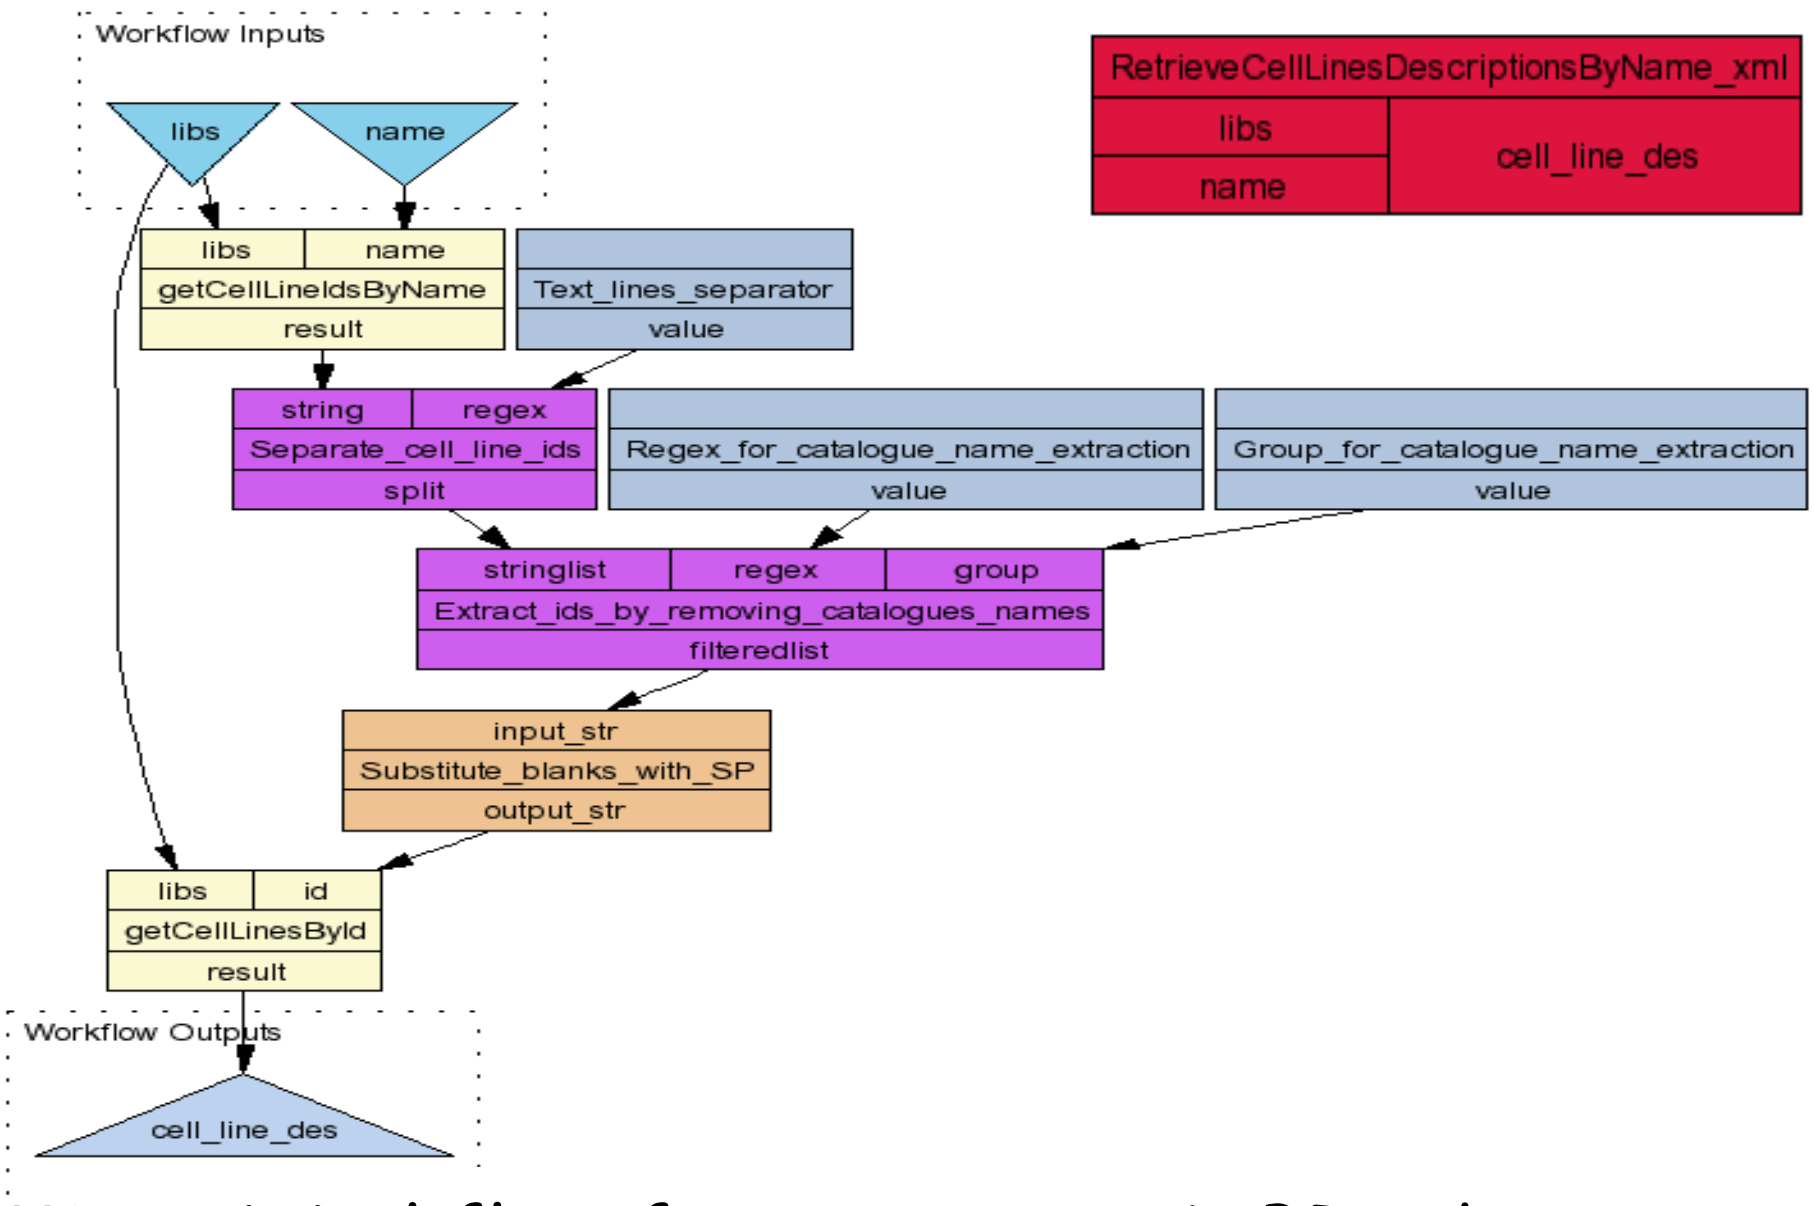 Workflow Inputs
RetrieveCellLinesDescriptionsByName_xml
libs
name
cell_line_des
libs
name
libs
name
getCellLineIdsByName
result
Text_lines_separator
value
string
regex
Separate_cell_line_ids
split
Regex_for_catalogue_name_extraction
value
Group_for_catalogue_name_extraction
value
stringlist
regex
group
Extract_ids_by_removing_catalogues_names
filteredlist
input_str
Substitute_blanks_with_SP
output_str
libs
id
getCellLinesById
result
Workflow Outputs
cell_line_des